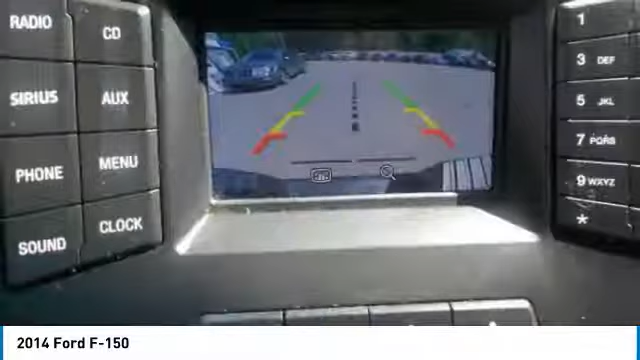 RADIO
CD
SIRIUS
AUX
PHONE
MENU
SOUND
CLOCK
1
3 DEF
5 JKL
7 PQRS
9 WXYZ
*
2014 Ford F-150